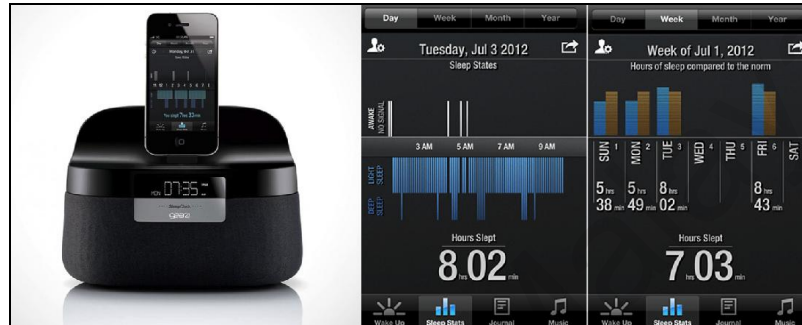 MON 07:35
SleepClock
gear4
Day Week Month Year
Tuesday, Jul 3 2012
Sleep States
AWAKE
NO SIGNAL
3 AM 5 AM 7 AM 9 AM
LIGHT SLEEP
DEEP SLEEP
Hours Slept
8 hrs 02 min
Wake Up Sleep Stats Journal Music
Day Week Month Year
Week of Jul 1, 2012
Hours of sleep compared to the norm
SUN 1 MON 2 TUE 3 WED 4 THU 5 FRI 6 SAT
5 hrs 5 hrs 8 hrs 8 hrs
38 min 49 min 02 min 43 min
Hours Slept
7 hrs 03 min
Wake Up Sleep Stats Journal Music